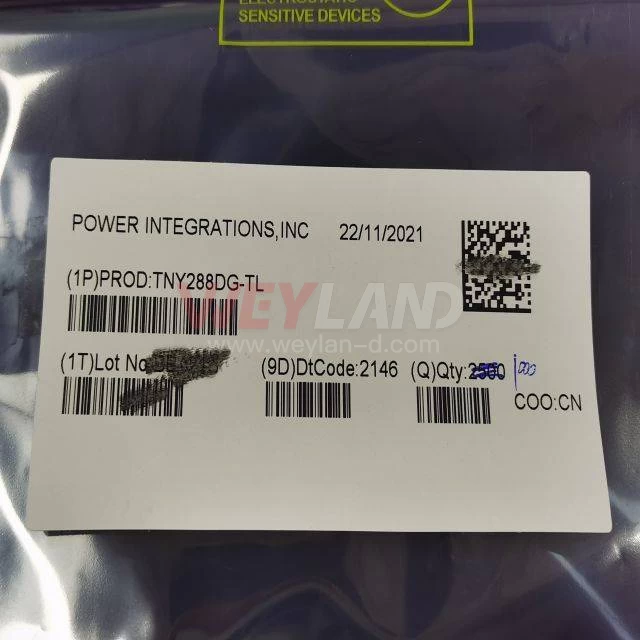 ELECTROSTATIC
SENSITIVE DEVICES
POWER INTEGRATIONS,INC 22/11/2021
(1P)PROD:TNY288DG-TL
WEYLAND
www.weylan-d.com
(1T)Lot No
(9D)DtCode:2146 (Q)Qty:2500 1000
COO:CN